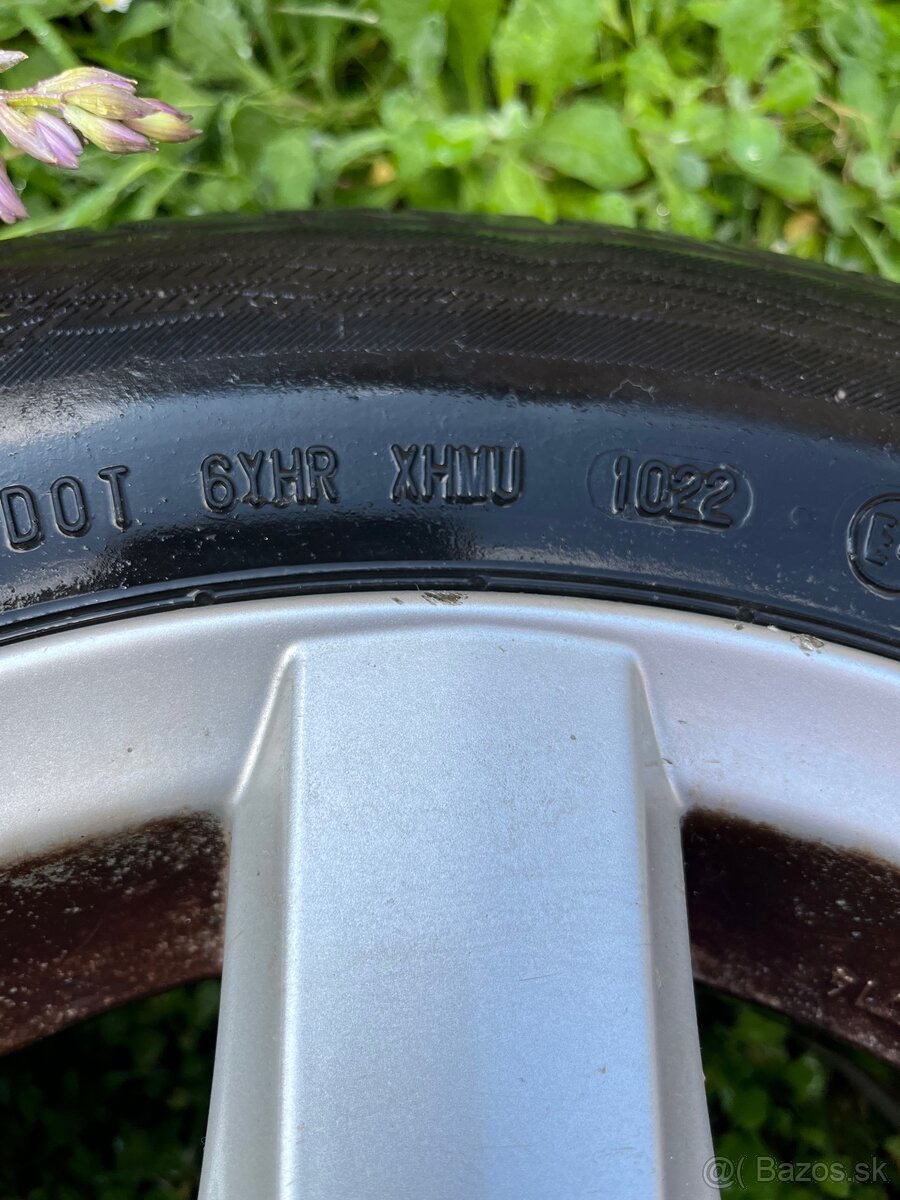 DOT 6YHR XHMU 1022 E
@( Bazos.sk